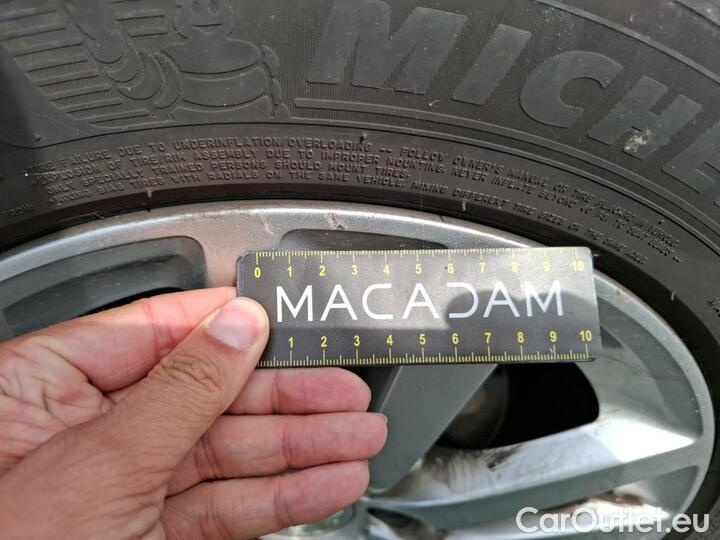 MICHE
TIRE FAILURE DUE TO UNDERINFLATION/OVERLOADING -- FOLLOW OWNER'S MANUAL OR TIRE PLACARD IN VEHICLE
EXPLOSION OF TIRE/RIM ASSEMBLY DUE TO IMPROPER MOUNTING. NEVER INFLATE BEYOND
ONLY SPECIALLY TRAINED PERSONS SHOULD MOUNT TIRES.
MIXING BIAS TIRES WITH RADIALS ON THE SAME VEHICLE. MIXING DIFFERENT TIRE SIZES ON THE SAME AXLE.
0 1 2 3 4 5 6 7 8 9 10
MACADAM
1 2 3 4 5 6 7 8 9 10
CarOutlet.eu